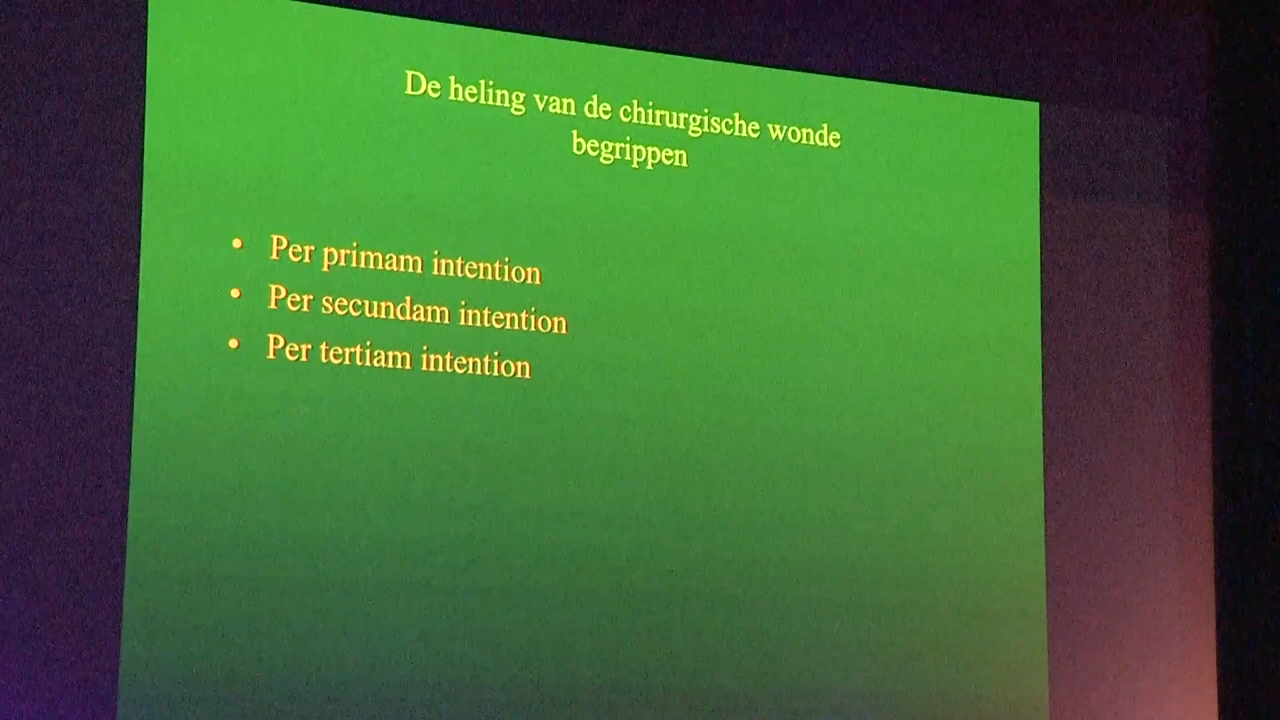 De heling van de chirurgische wonde
begrippen
• Per primam intention
• Per secundam intention
• Per tertiam intention